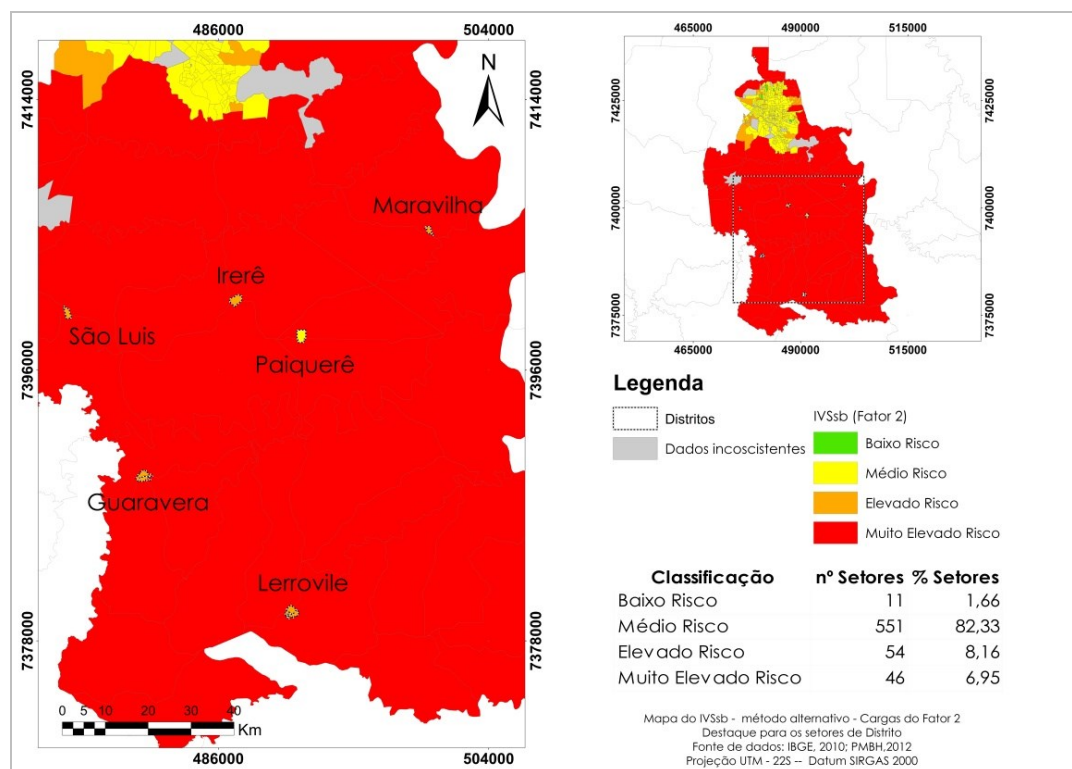 486000 504000
7414000 7414000
N
Maravilha
Irerê
São Luis
Paiquerê
7396000 7396000
Guaravera
Lerrovile
7378000 7378000
0 5 10 20 30 40
Km
486000 504000
465000 490000 515000
7425000 7425000
7400000 7400000
7375000 7375000
465000 490000 515000
Legenda
Distritos
Dados incoscistentes
IVSsb (Fator 2)
Baixo Risco
Médio Risco
Elevado Risco
Muito Elevado Risco
Classificação nº Setores % Setores
Baixo Risco 11 1,66
Médio Risco 551 82,33
Elevado Risco 54 8,16
Muito Elevado Risco 46 6,95
Mapa do IVSsb - método alternativo - Cargas do Fator 2
Destaque para os setores de Distrito
Fonte de dados: IBGE, 2010; PMBH,2012
Projeção UTM - 22S -- Datum SIRGAS 2000